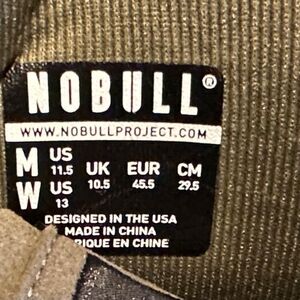 NOBULL®
WWW.NOBULLPROJECT.COM
M US UK EUR CM
11.5 10.5 45.5 29.5
W US
13
DESIGNED IN THE USA
MADE IN CHINA
RIQUE EN CHINE